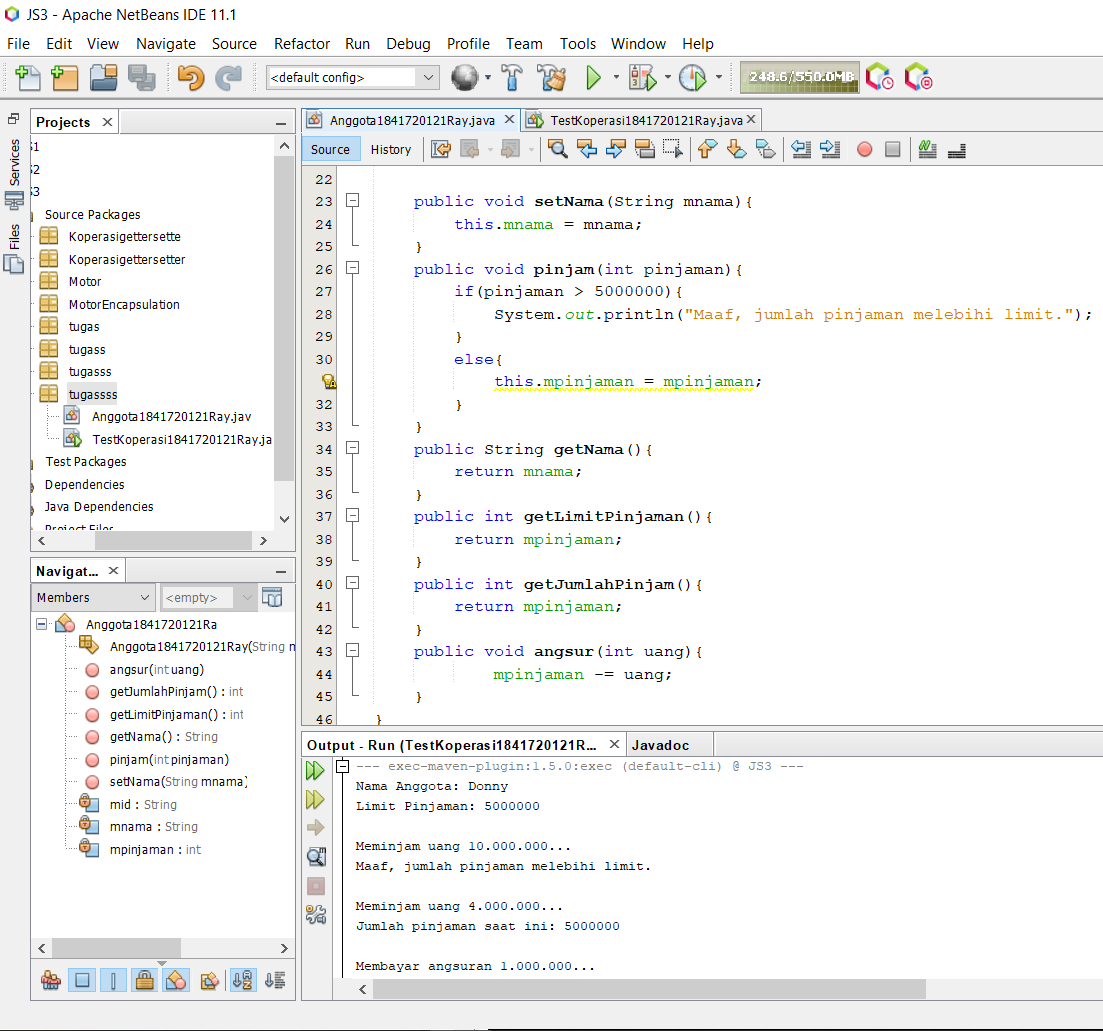 JS3 - Apache NetBeans IDE 11.1
File Edit View Navigate Source Refactor Run Debug Profile Team Tools Window Help
<default config>
248.6/550.0MB
Services
Files
Projects
S1
S2
S3
Source Packages
Koperasigettersette
Koperasigettersetter
Motor
MotorEncapsulation
tugas
tugass
tugasss
tugassss
Anggota1841720121Ray.jav
TestKoperasi1841720121Ray.ja
Test Packages
Dependencies
Java Dependencies
Project Files
Navigat...
Members
<empty>
Anggota1841720121Ra
Anggota1841720121Ray(String m
angsur(int uang)
getJumlahPinjam() : int
getLimitPinjaman() : int
getNama() : String
pinjam(int pinjaman)
setNama(String mnama)
mid : String
mnama : String
mpinjaman : int
Anggota1841720121Ray.java TestKoperasi1841720121Ray.java
Source History
22
23 public void setNama(String mnama){
24 this.mnama = mnama;
25 }
26 public void pinjam(int pinjaman){
27 if(pinjaman > 5000000){
28 System.out.println("Maaf, jumlah pinjaman melebihi limit.");
29 }
30 else{
this.mpinjaman = mpinjaman;
32 }
33 }
34 public String getNama(){
35 return mnama;
36 }
37 public int getLimitPinjaman(){
38 return mpinjaman;
39 }
40 public int getJumlahPinjam(){
41 return mpinjaman;
42 }
43 public void angsur(int uang){
44 mpinjaman -= uang;
45 }
46 }
Output - Run (TestKoperasi1841720121R... Javadoc
--- exec-maven-plugin:1.5.0:exec (default-cli) @ JS3 ---
Nama Anggota: Donny
Limit Pinjaman: 5000000
Meminjam uang 10.000.000...
Maaf, jumlah pinjaman melebihi limit.
Meminjam uang 4.000.000...
Jumlah pinjaman saat ini: 5000000
Membayar angsuran 1.000.000...